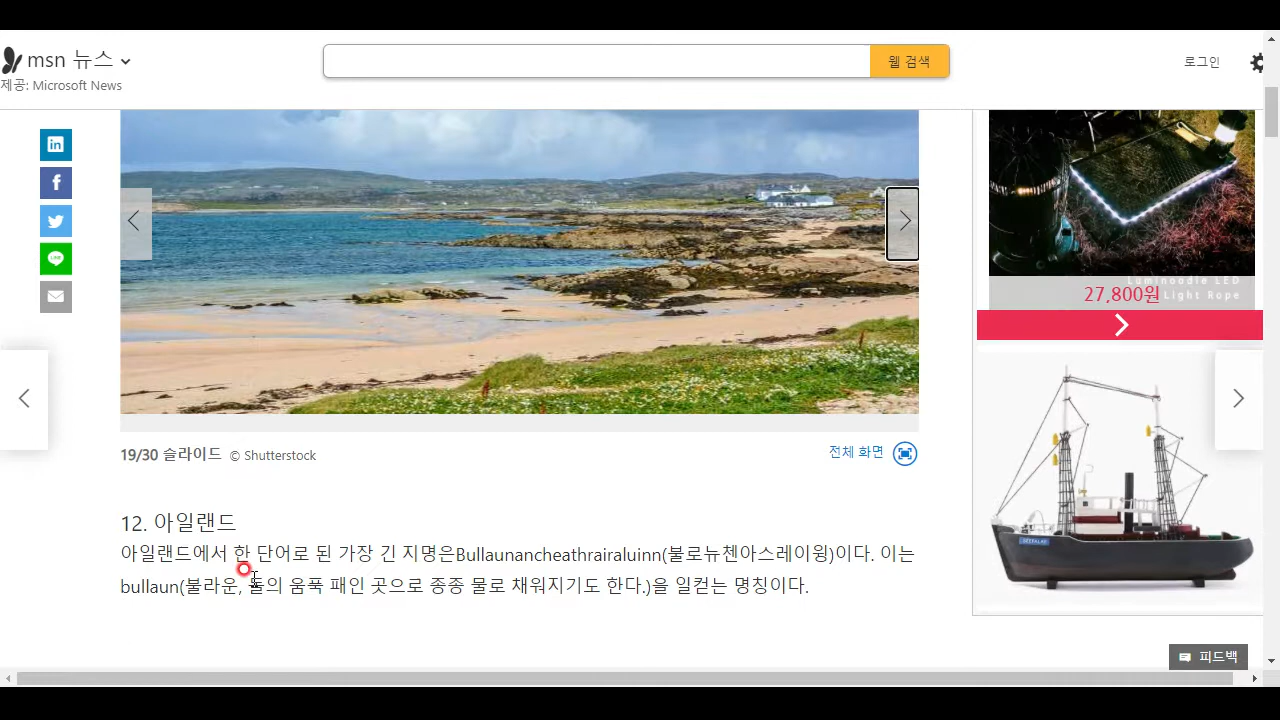 msn 뉴스
제공: Microsoft News
웹 검색
로그인
in
f
LINE
Luminoodle LED
Light Rope
27,800원
19/30 슬라이드 © Shutterstock
전체 화면
12. 아일랜드
아일랜드에서 한 단어로 된 가장 긴 지명은Bullaunancheathrairaluinn(불로뉴첸아스레이윙)이다. 이는
bullaun(불라운, 돌의 움푹 패인 곳으로 종종 물로 채워지기도 한다.)을 일컫는 명칭이다.
피드백